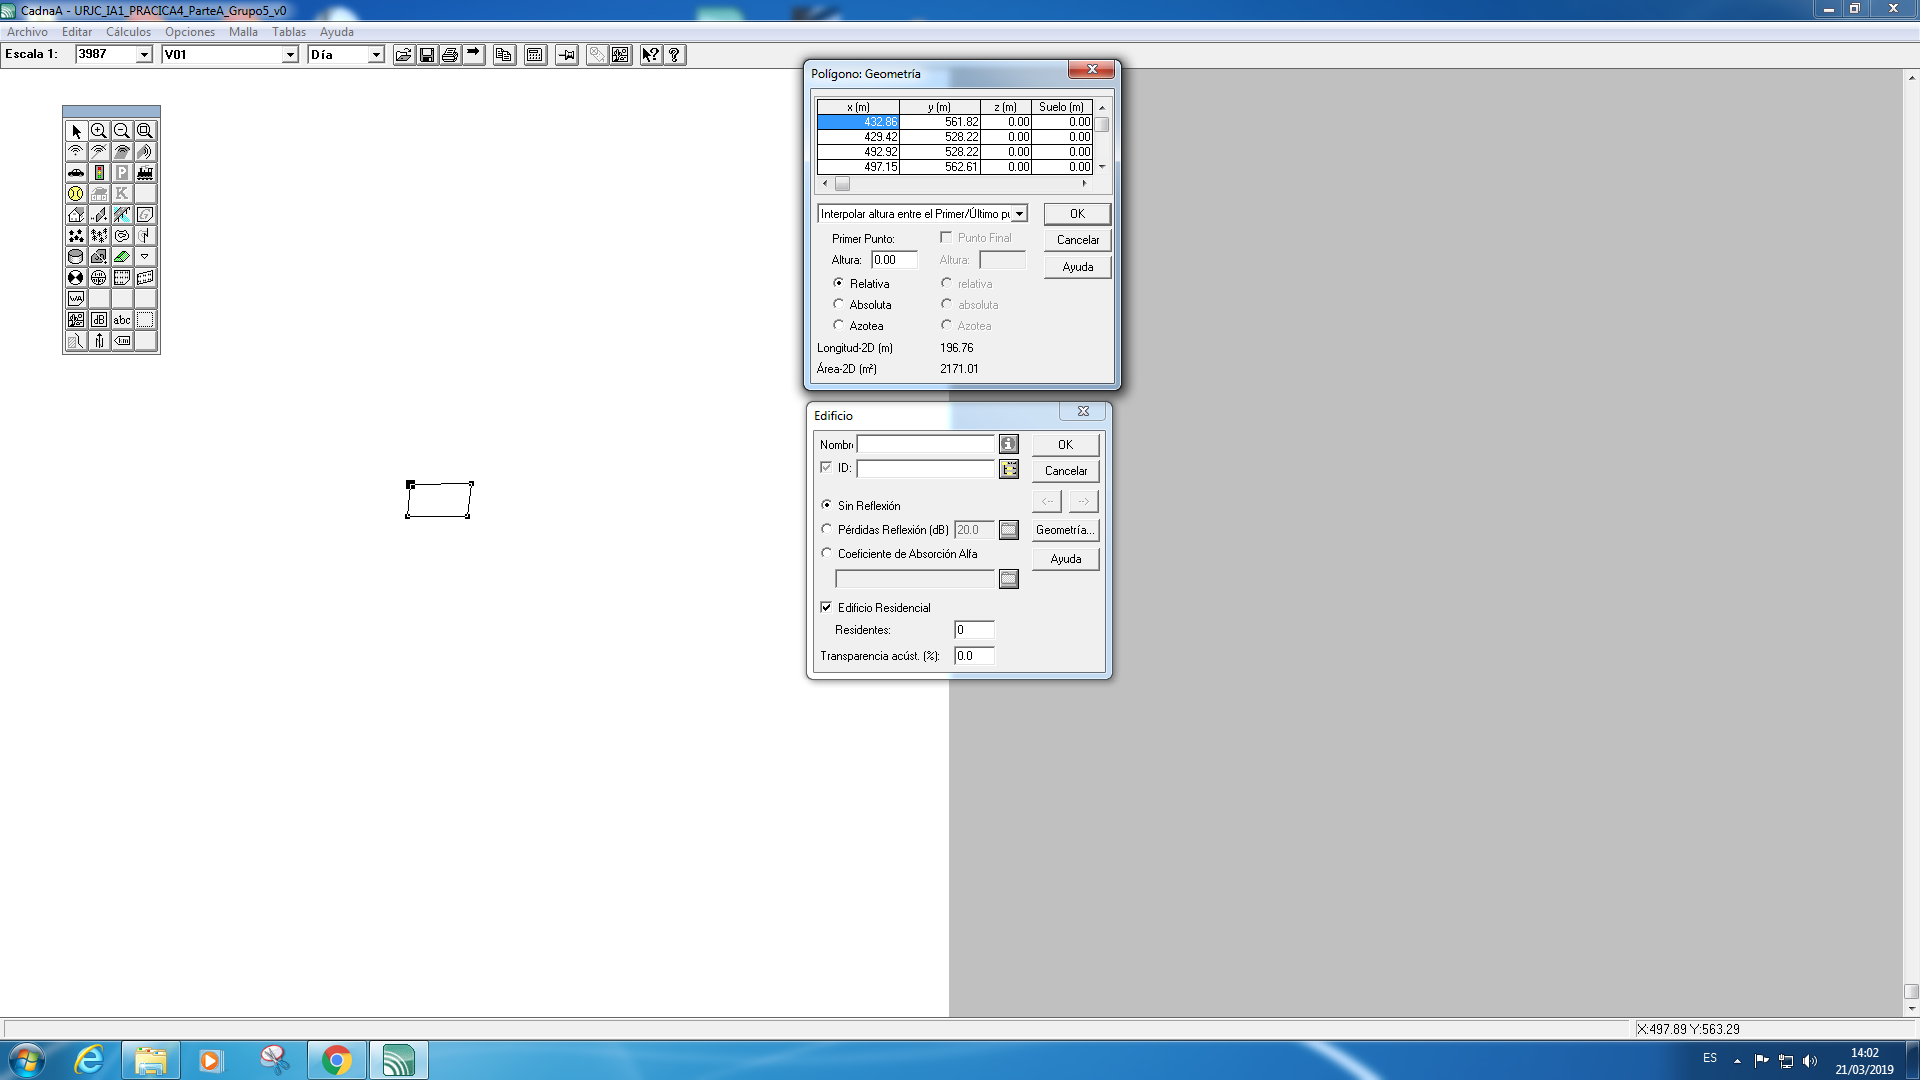 CadnaA - URJC_IA1_PRACICA4_ParteA_Grupo5_v0
Archivo Editar Cálculos Opciones Malla Tablas Ayuda
Escala 1: 3987 V01 Día
Polígono: Geometría
x (m) y (m) z (m) Suelo (m)
432.86 561.82 0.00 0.00
429.42 528.22 0.00 0.00
492.92 528.22 0.00 0.00
497.15 562.61 0.00 0.00
Interpolar altura entre el Primer/Último pu
OK
Primer Punto: Punto Final
Cancelar
Altura: 0.00 Altura:
Ayuda
Relativa relativa
Absoluta absoluta
Azotea Azotea
Longitud-2D (m) 196.76
Área-2D (m²) 2171.01
Edificio
Nombre
OK
ID:
Cancelar
Sin Reflexión
<-- -->
Pérdidas Reflexión (dB) 20.0
Geometría...
Coeficiente de Absorción Alfa
Ayuda
Edificio Residencial
Residentes: 0
Transparencia acúst. (%): 0.0
P
K
G
WA
dB abc
1m
X:497.89 Y:563.29
ES
14:02
21/03/2019